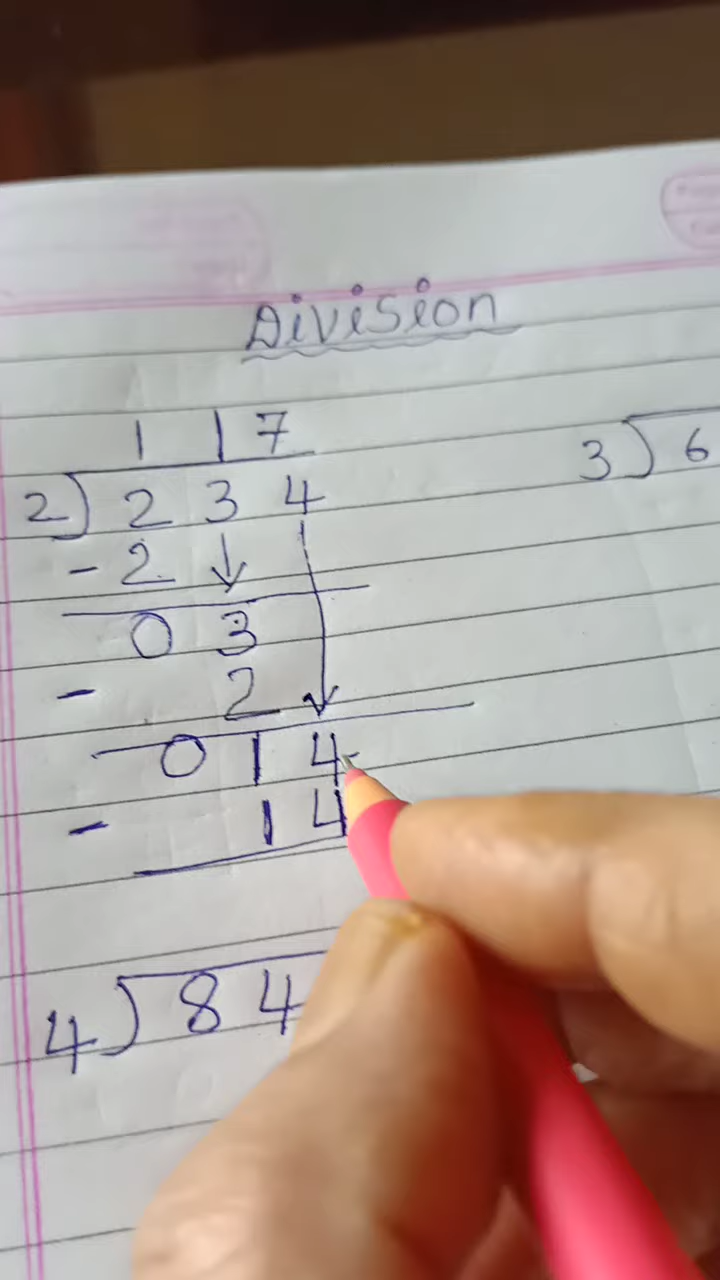 Division
1 1 7
2) 2 3 4
- 2 ↓
0 3
- 2 ↓
0 1 4
- 1 4
4) 8 4
3) 6